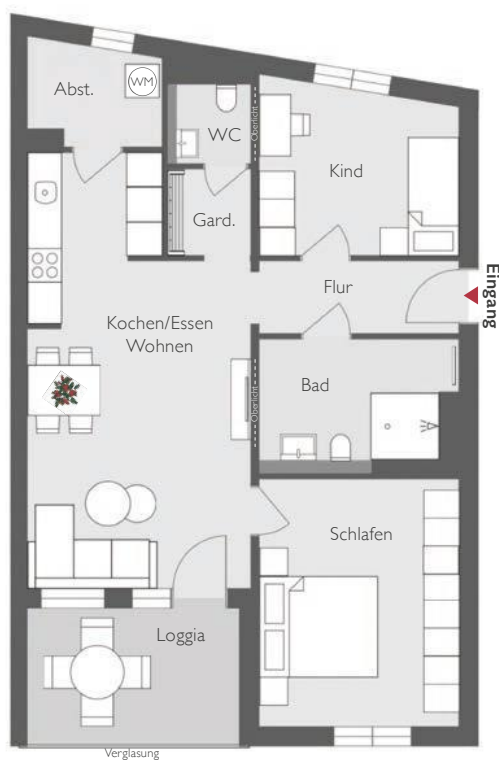 Abst.
WM
WC
Oberlicht
Kind
Gard.
Eingang
Flur
Kochen/Essen
Wohnen
Bad
Oberlicht
Schlafen
Loggia
Verglasung